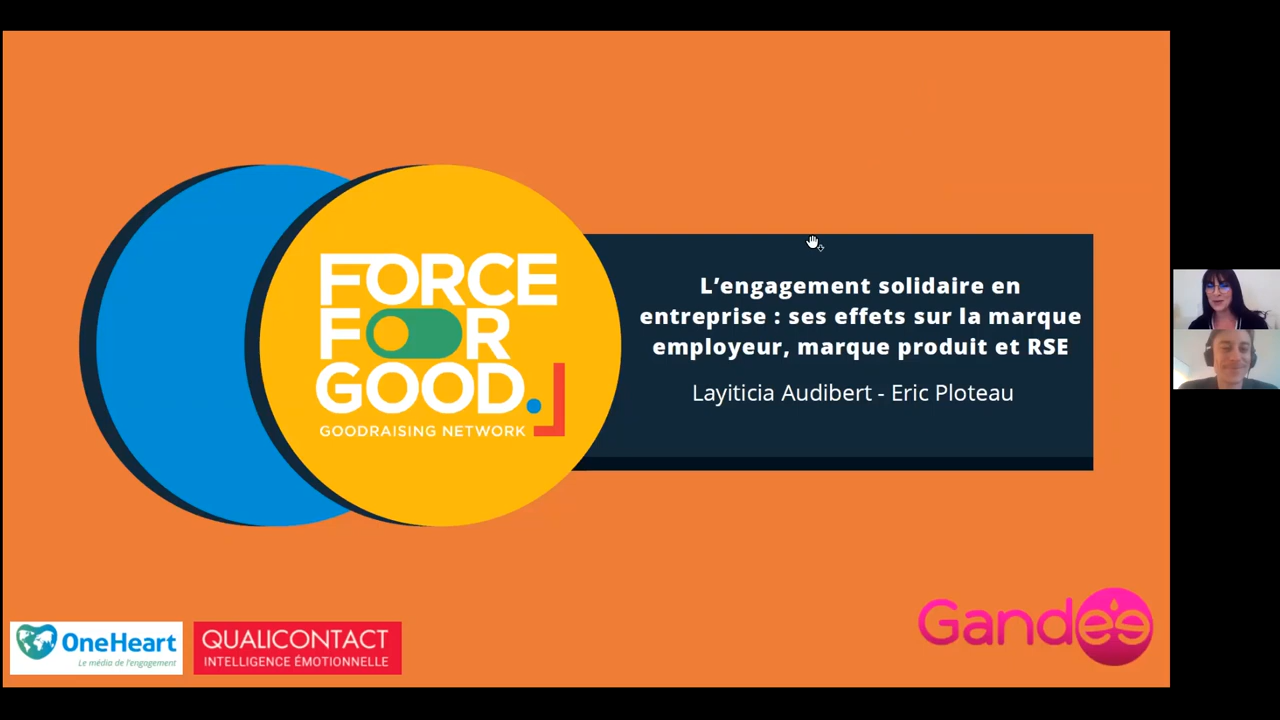 FORCE
FOR
GOOD.
GOODRAISING NETWORK
L’engagement solidaire en
entreprise : ses effets sur la marque
employeur, marque produit et RSE
Layiticia Audibert - Eric Ploteau
OneHeart
Le média de l'engagement
QUALICONTACT
INTELLIGENCE ÉMOTIONNELLE
Gandee